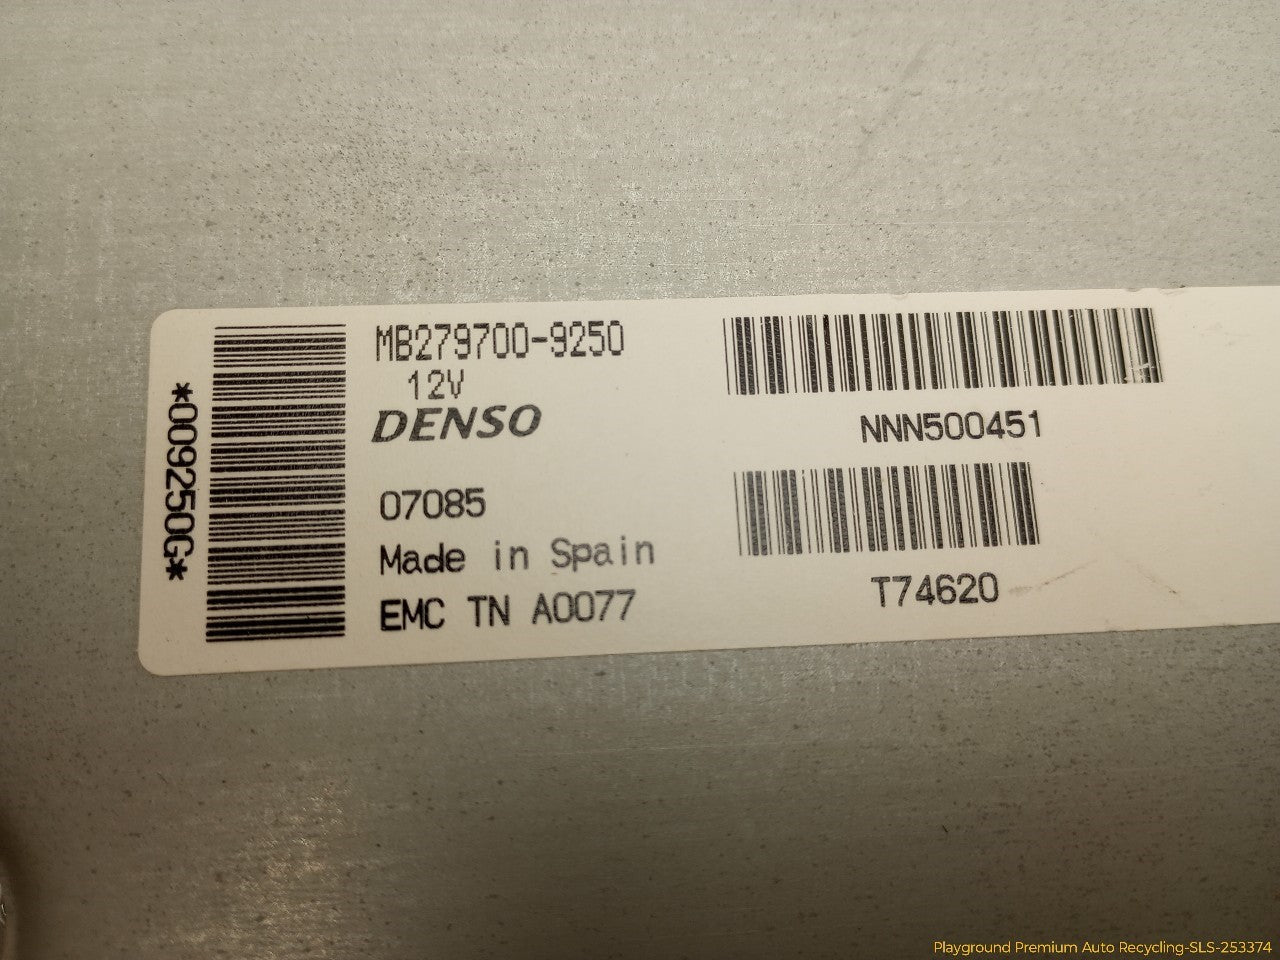 *009250G*
MB279700-9250
12V
DENSO
07085
Made in Spain
EMC TN A0077
NNN500451
T74620
Playground Premium Auto Recycling-SLS-253374